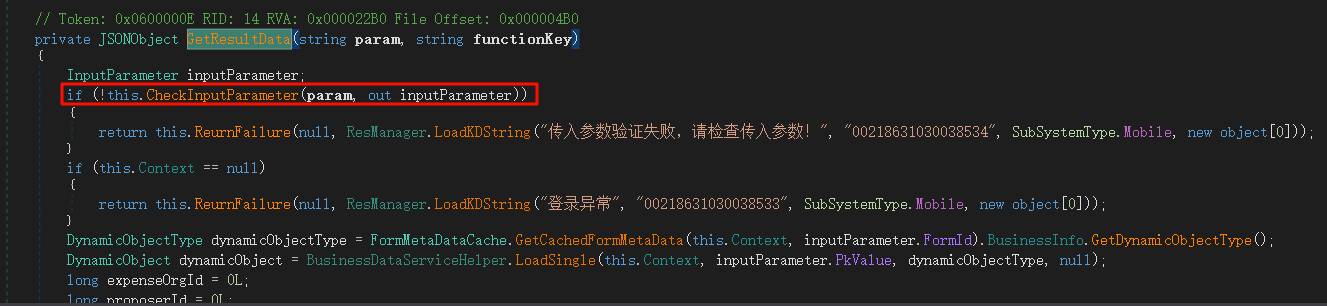 // Token: 0x0600000E RID: 14 RVA: 0x000022B0 File Offset: 0x000004B0
private JSONObject GetResultData(string param, string functionKey)
{
InputParameter inputParameter;
if (!this.CheckInputParameter(param, out inputParameter))
{
return this.ReurnFailure(null, ResManager.LoadKDString("传入参数验证失败，请检查传入参数！", "00218631030038534", SubSystemType.Mobile, new object[0]));
}
if (this.Context == null)
{
return this.ReurnFailure(null, ResManager.LoadKDString("登录异常", "00218631030038533", SubSystemType.Mobile, new object[0]));
}
DynamicObjectType dynamicObjectType = FormMetaDataCache.GetCachedFormMetaData(this.Context, inputParameter.FormId).BusinessInfo.GetDynamicObjectType();
DynamicObject dynamicObject = BusinessDataServiceHelper.LoadSingle(this.Context, inputParameter.PkValue, dynamicObjectType, null);
long expenseOrgId = 0L;
long proposerId = 0L;